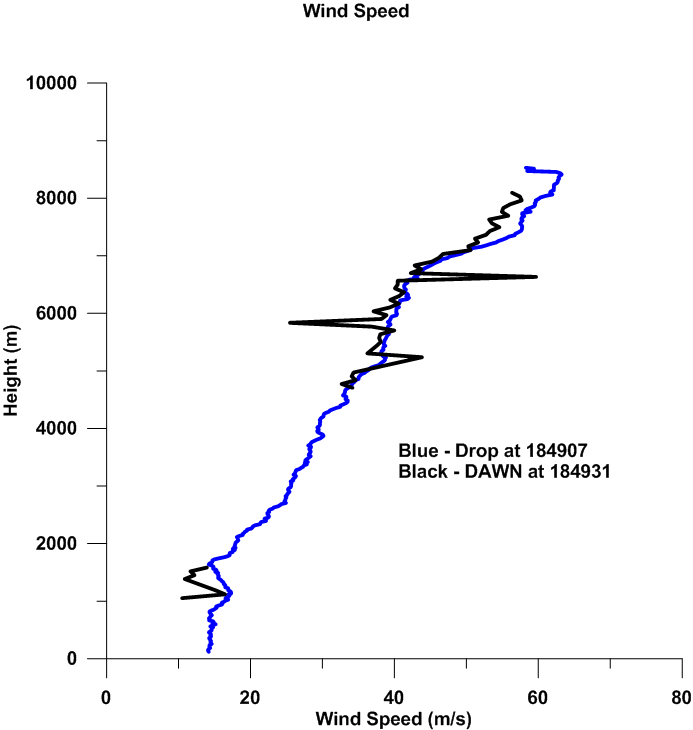 Wind Speed
10000
8000
6000
4000
2000
0
Height (m)
Blue - Drop at 184907
Black - DAWN at 184931
0 20 40 60 80
Wind Speed (m/s)